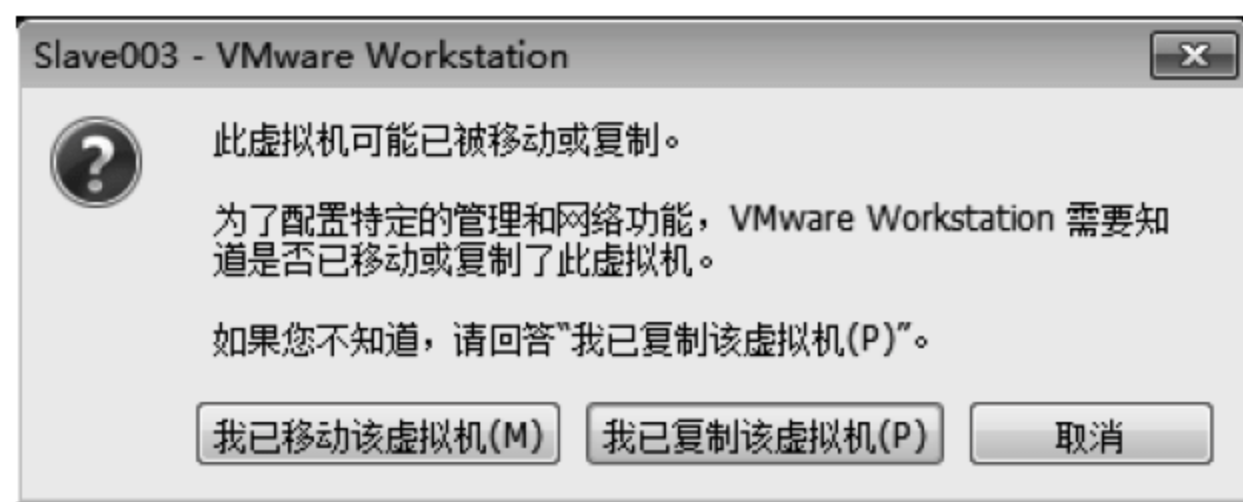 Slave003 - VMware Workstation
此虚拟机可能已被移动或复制。
为了配置特定的管理和网络功能，VMware Workstation 需要知
道是否已移动或复制了此虚拟机。
如果您不知道，请回答“我已复制该虚拟机(P)”。
我已移动该虚拟机(M) 我已复制该虚拟机(P) 取消